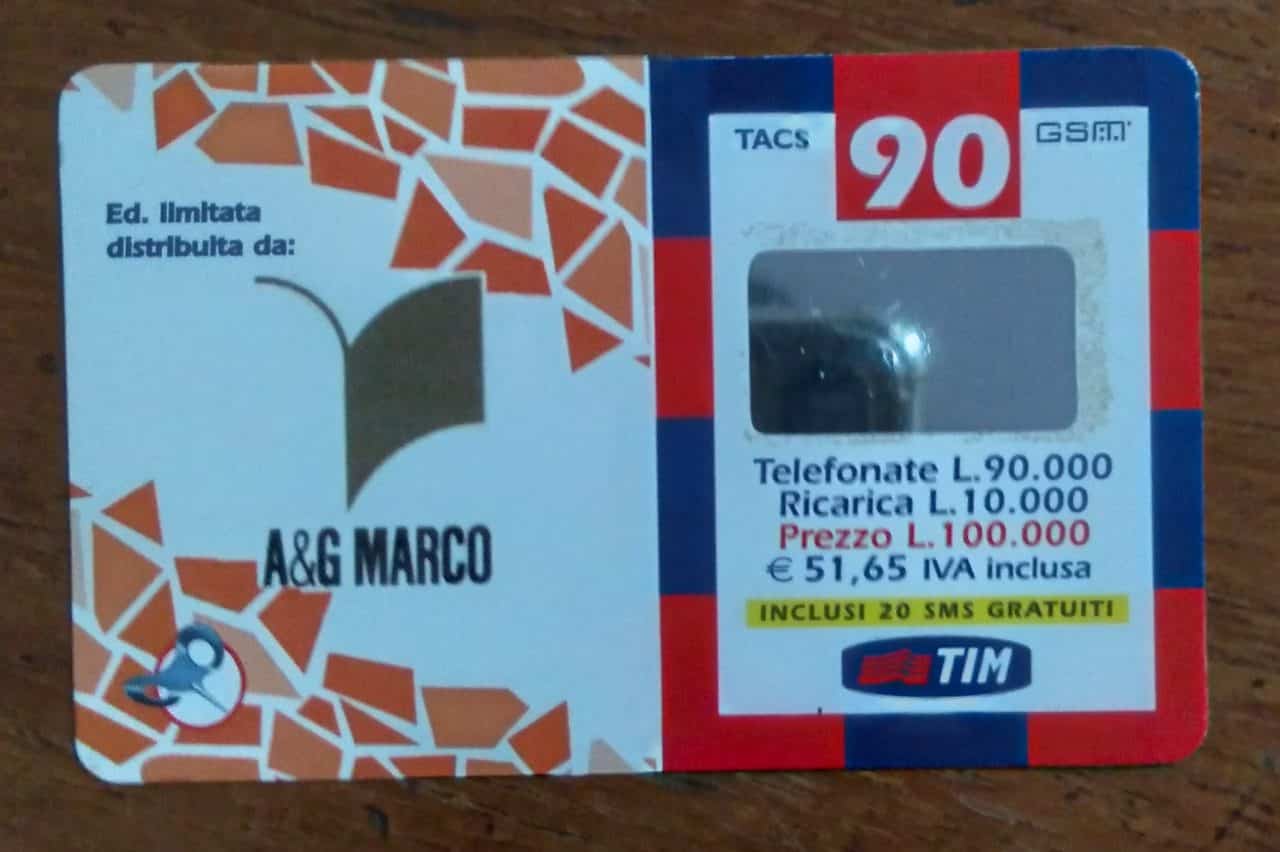 Ed. limitata
distribuita da:
A&G MARCO
TACS 90 GSM
Telefonate L.90.000
Ricarica L.10.000
Prezzo L.100.000
€ 51,65 IVA inclusa
INCLUSI 20 SMS GRATUITI
TIM